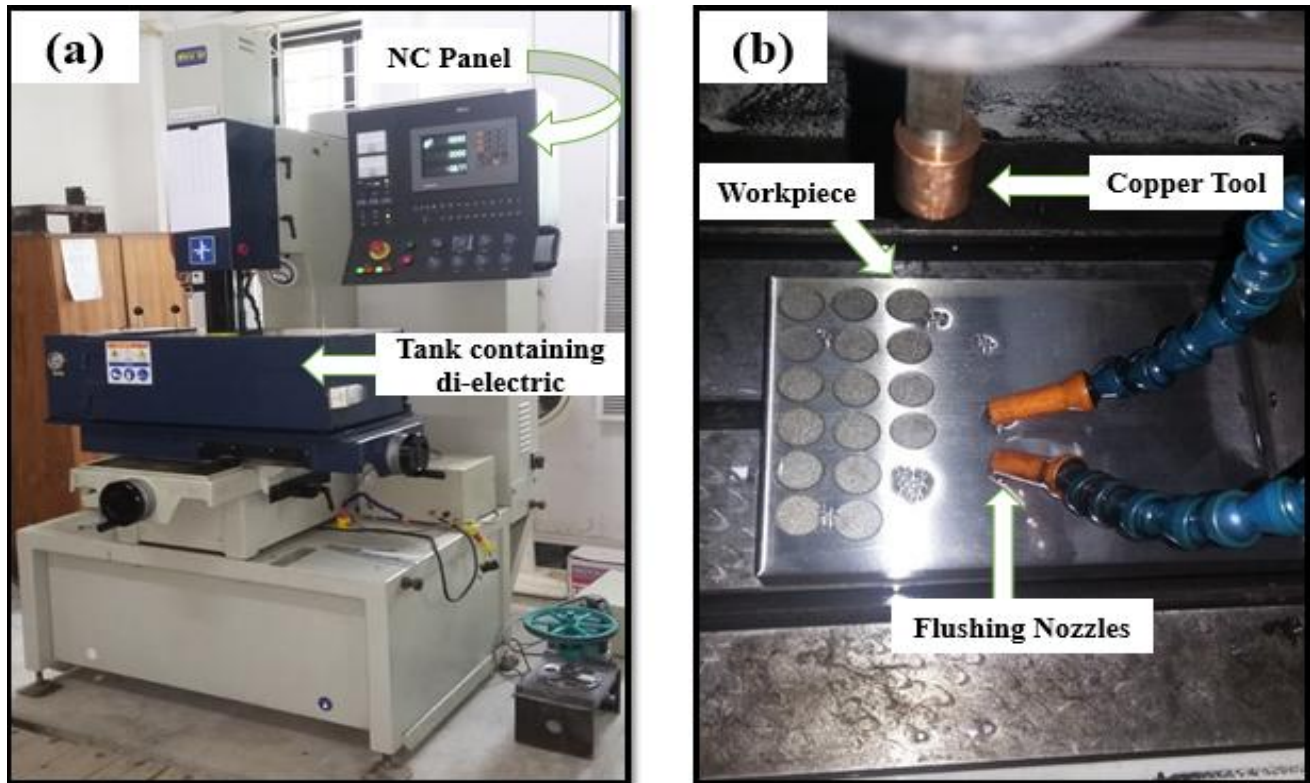 (a)
NC Panel
Tank containing
di-electric
(b)
Copper Tool
Workpiece
Flushing Nozzles